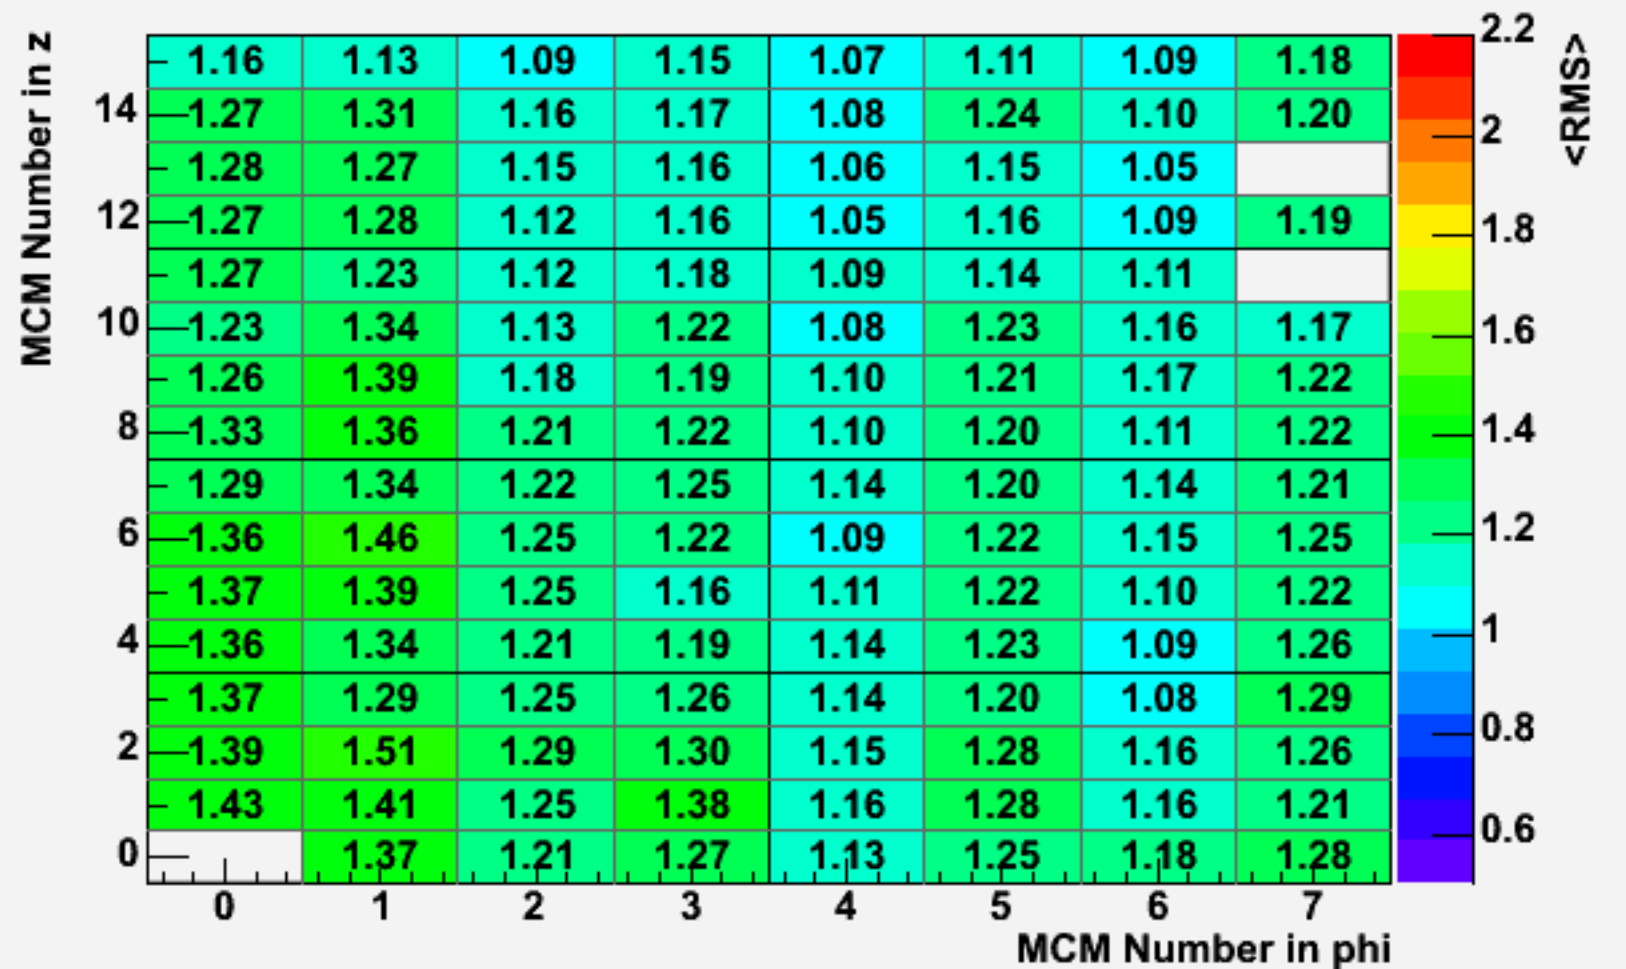 MCM Number in z
1.16 1.13 1.09 1.15 1.07 1.11 1.09 1.18
14 1.27 1.31 1.16 1.17 1.08 1.24 1.10 1.20
1.28 1.27 1.15 1.16 1.06 1.15 1.05
12 1.27 1.28 1.12 1.16 1.05 1.16 1.09 1.19
1.27 1.23 1.12 1.18 1.09 1.14 1.11
10 1.23 1.34 1.13 1.22 1.08 1.23 1.16 1.17
1.26 1.39 1.18 1.19 1.10 1.21 1.17 1.22
8 1.33 1.36 1.21 1.22 1.10 1.20 1.11 1.22
1.29 1.34 1.22 1.25 1.14 1.20 1.14 1.21
6 1.36 1.46 1.25 1.22 1.09 1.22 1.15 1.25
1.37 1.39 1.25 1.16 1.11 1.22 1.10 1.22
4 1.36 1.34 1.21 1.19 1.14 1.23 1.09 1.26
1.37 1.29 1.25 1.26 1.14 1.20 1.08 1.29
2 1.39 1.51 1.29 1.30 1.15 1.28 1.16 1.26
1.43 1.41 1.25 1.38 1.16 1.28 1.16 1.21
0 1.37 1.21 1.27 1.13 1.25 1.18 1.28
0 1 2 3 4 5 6 7
MCM Number in phi
2.2
2
1.8
1.6
1.4
1.2
1
0.8
0.6
<RMS>